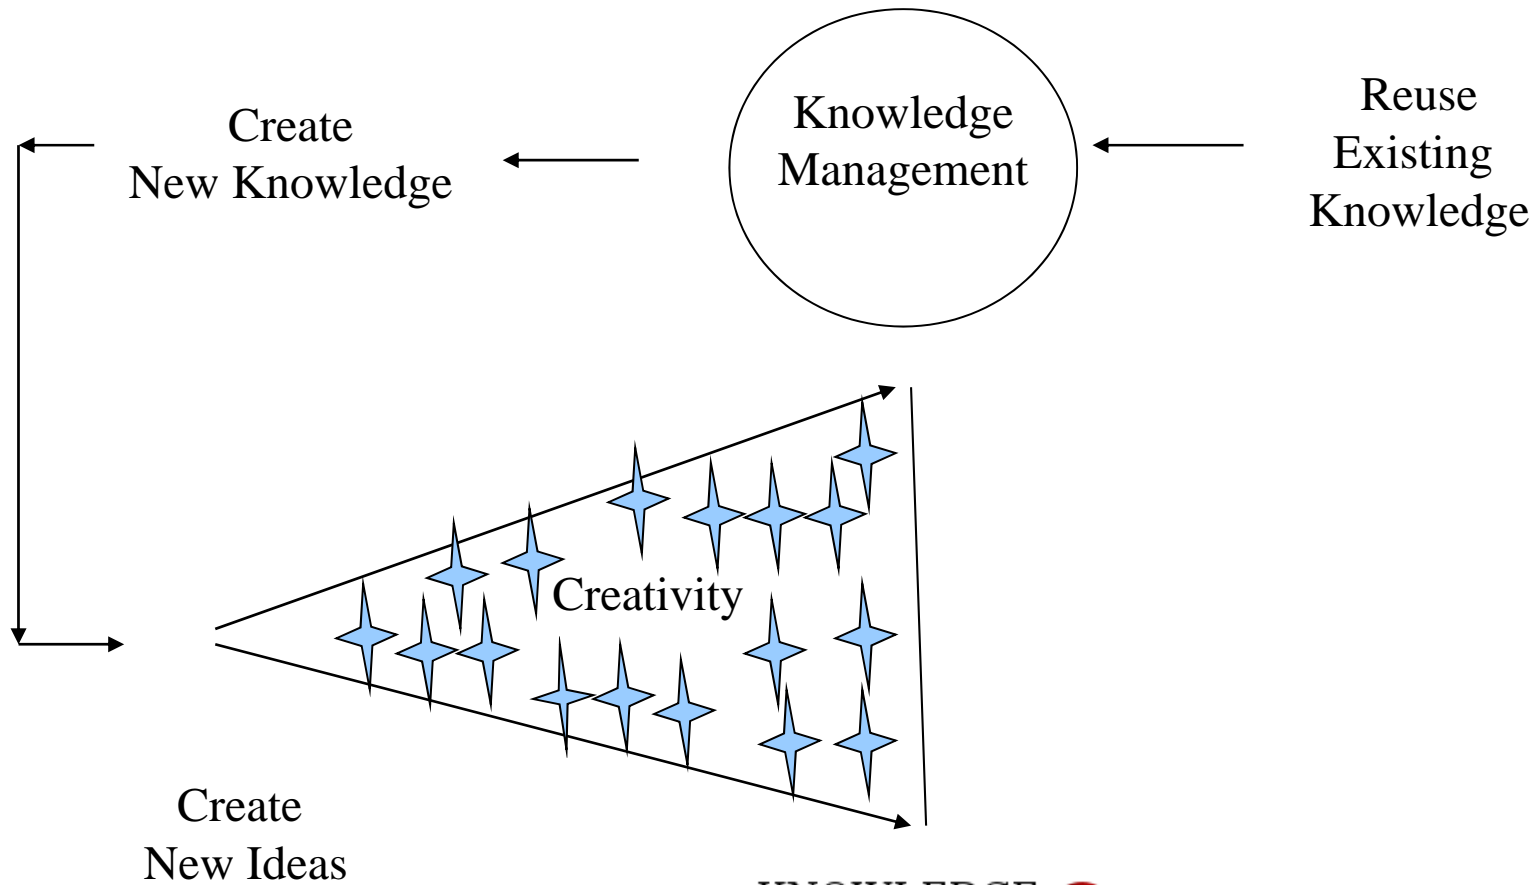 Create
New Knowledge
Knowledge
Management
Reuse
Existing
Knowledge
Creativity
Create
New Ideas